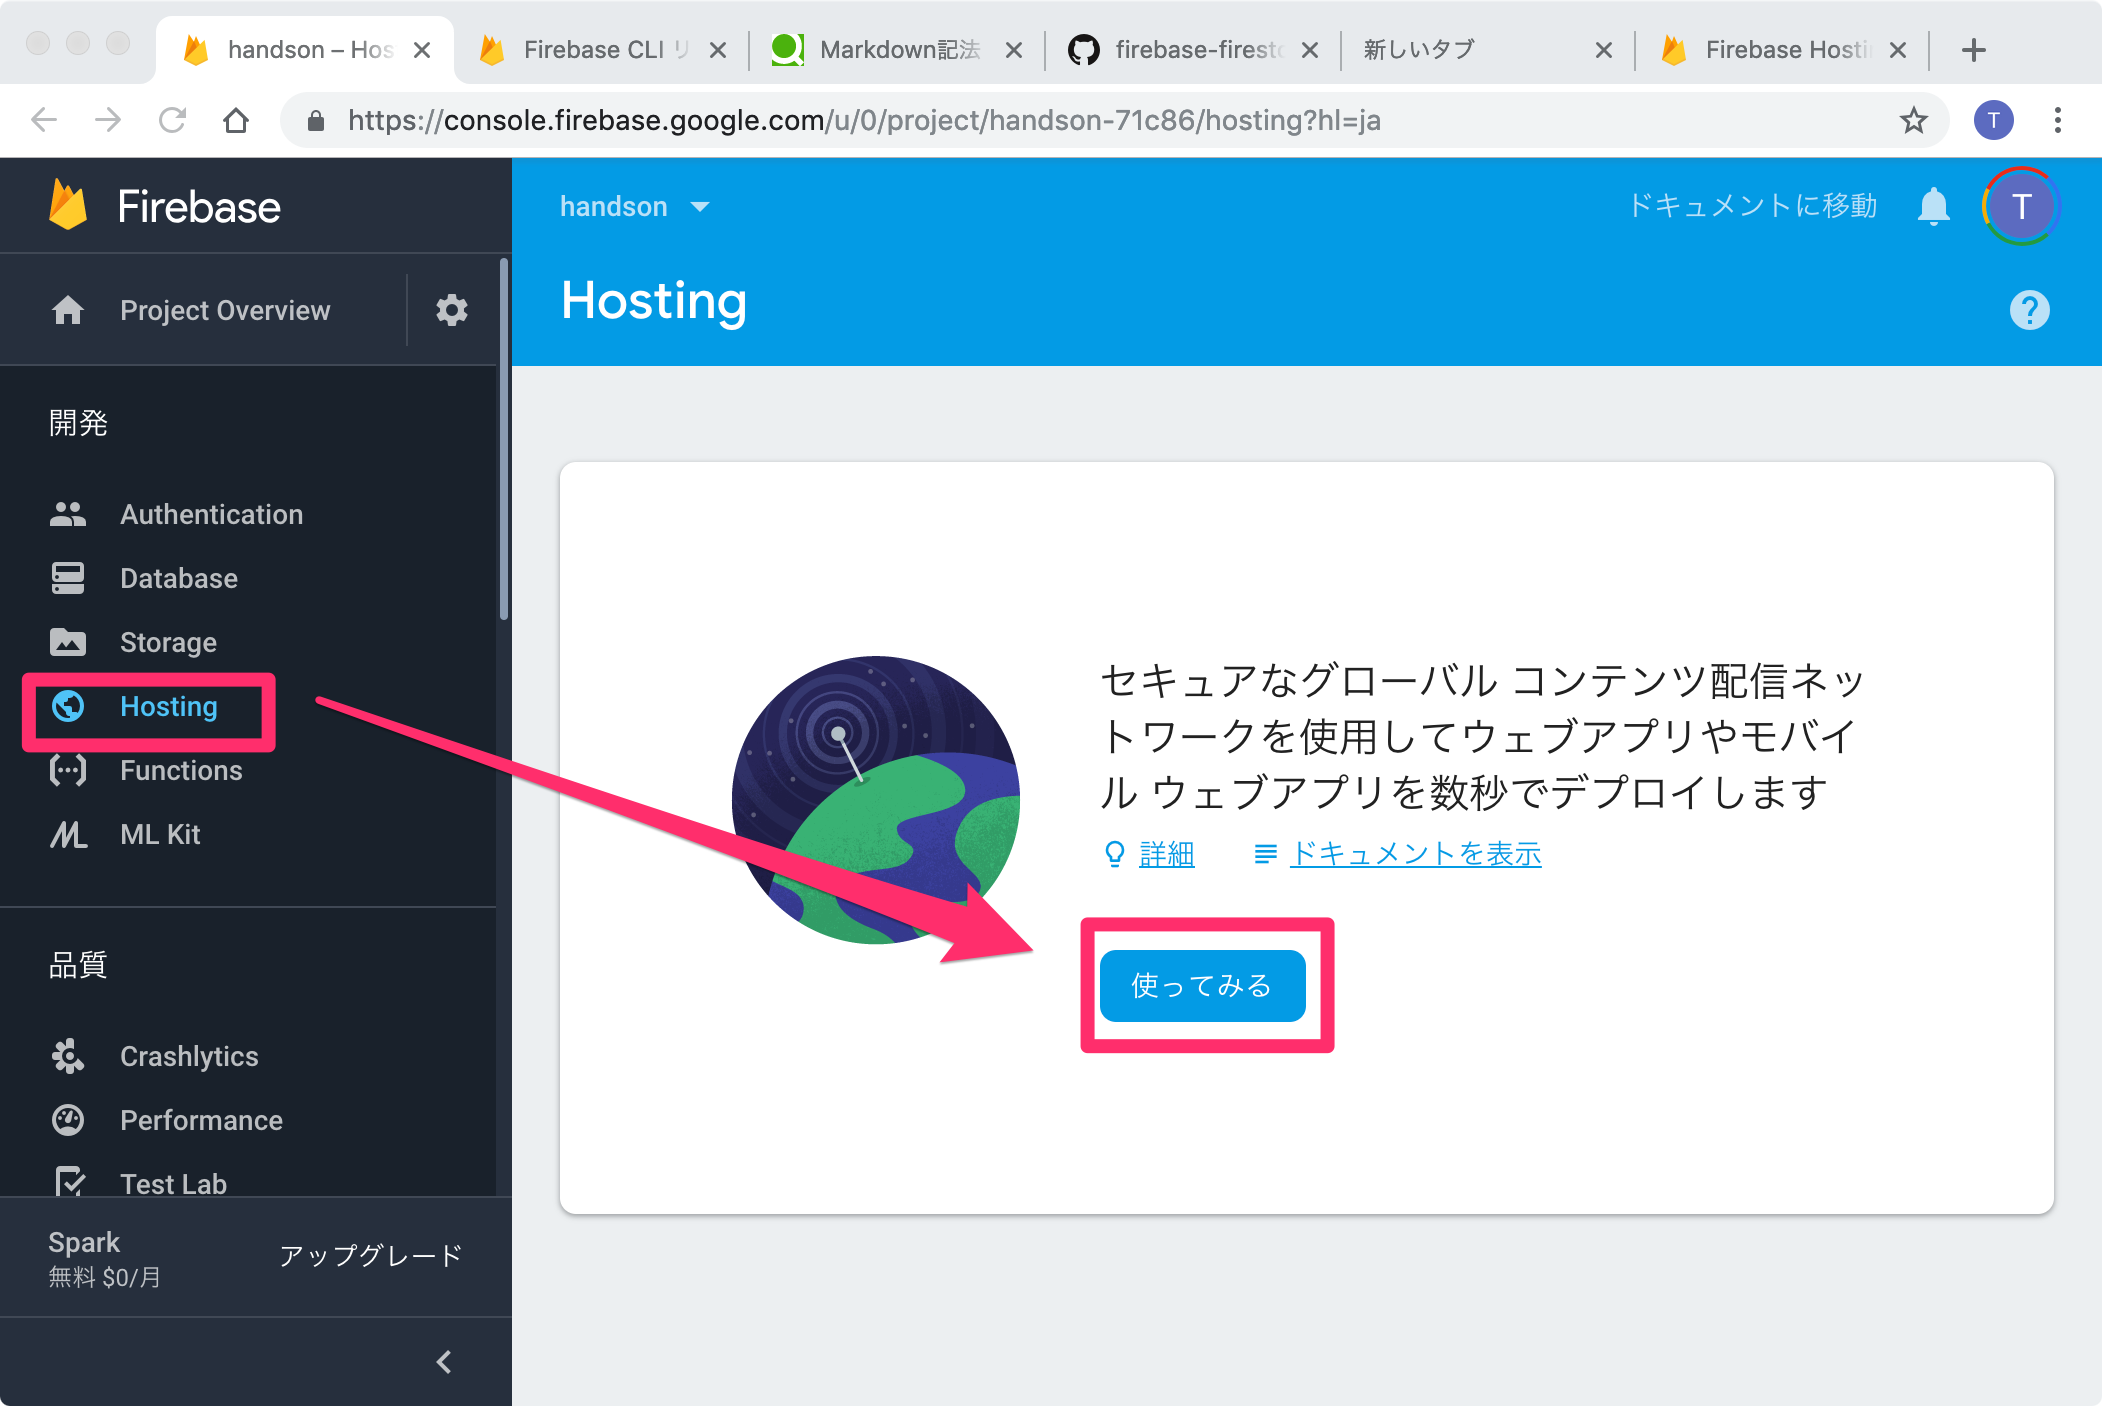 handson – Hos
Firebase CLI リ
Markdown記法
firebase-firesto
新しいタブ
Firebase Hostin
https://console.firebase.google.com/u/0/project/handson-71c86/hosting?hl=ja
T
Firebase
handson
ドキュメントに移動
T
Project Overview
Hosting
?
開発
Authentication
Database
Storage
Hosting
Functions
ML Kit
セキュアなグローバル コンテンツ配信ネッ
トワークを使用してウェブアプリやモバイ
ル ウェブアプリを数秒でデプロイします
詳細
ドキュメントを表示
使ってみる
品質
Crashlytics
Performance
Test Lab
Spark
無料 $0/月
アップグレード